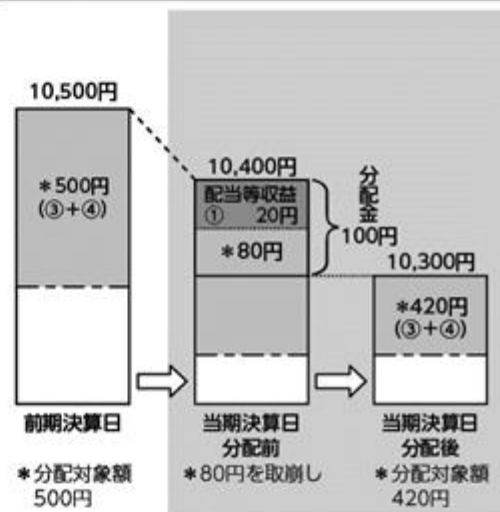 10,500円
*500円
(③+④)
前期決算日
*分配対象額
500円
10,400円
配当等収益
① 20円
*80円
分配金
100円
当期決算日
分配前
*80円を取崩し
10,300円
*420円
(③+④)
当期決算日
分配後
*分配対象額
420円